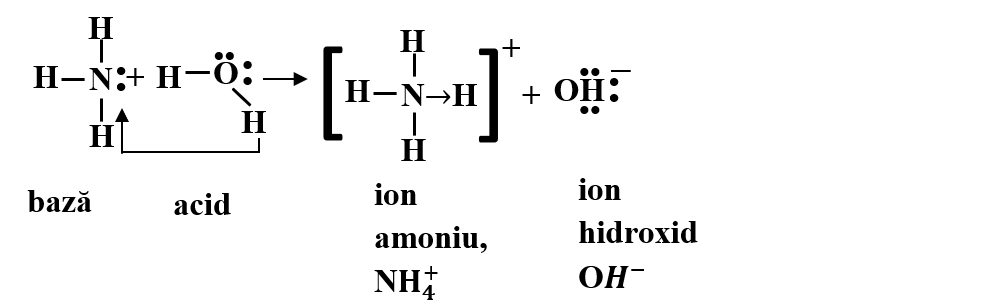 H H
H—N: + H—Ö: → [H—N→H]⁺ + OH:⁻
H H H
bază acid ion ion
amoniu, hidroxid
NH₄⁺ OH⁻